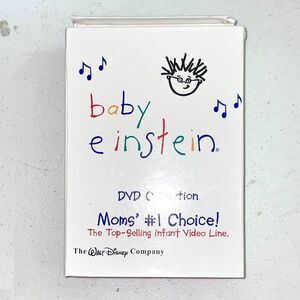 baby
einstein®
DVD Collection
Moms' #1 Choice!
The Top-Selling Infant Video Line.
The Walt Disney Company